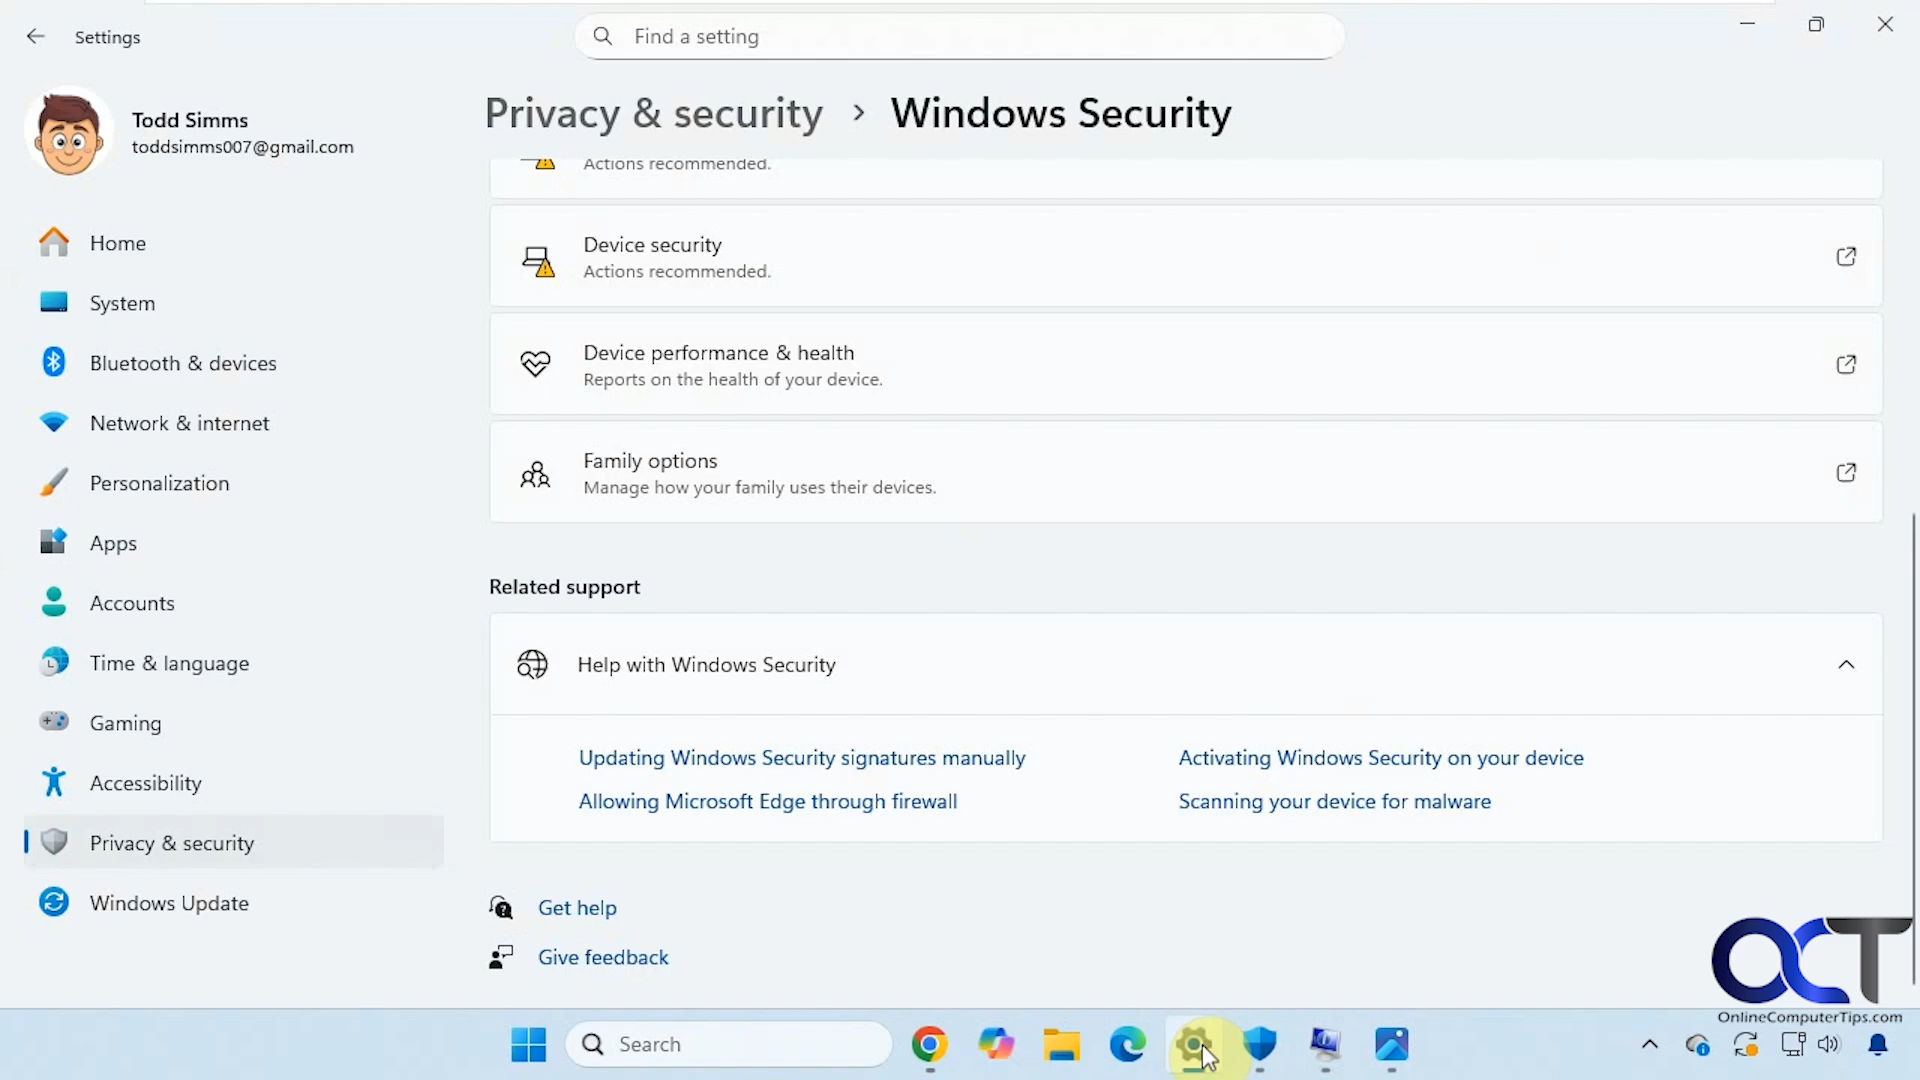 Settings
Find a setting
Todd Simms
toddsimms007@gmail.com
Home
System
Bluetooth & devices
Network & internet
Personalization
Apps
Accounts
Time & language
Gaming
Accessibility
Privacy & security
Windows Update
Privacy & security > Windows Security
Actions recommended.
Device security
Actions recommended.
Device performance & health
Reports on the health of your device.
Family options
Manage how your family uses their devices.
Related support
Help with Windows Security
Updating Windows Security signatures manually
Activating Windows Security on your device
Allowing Microsoft Edge through firewall
Scanning your device for malware
Get help
Give feedback
OCT
OnlineComputerTips.com
Search